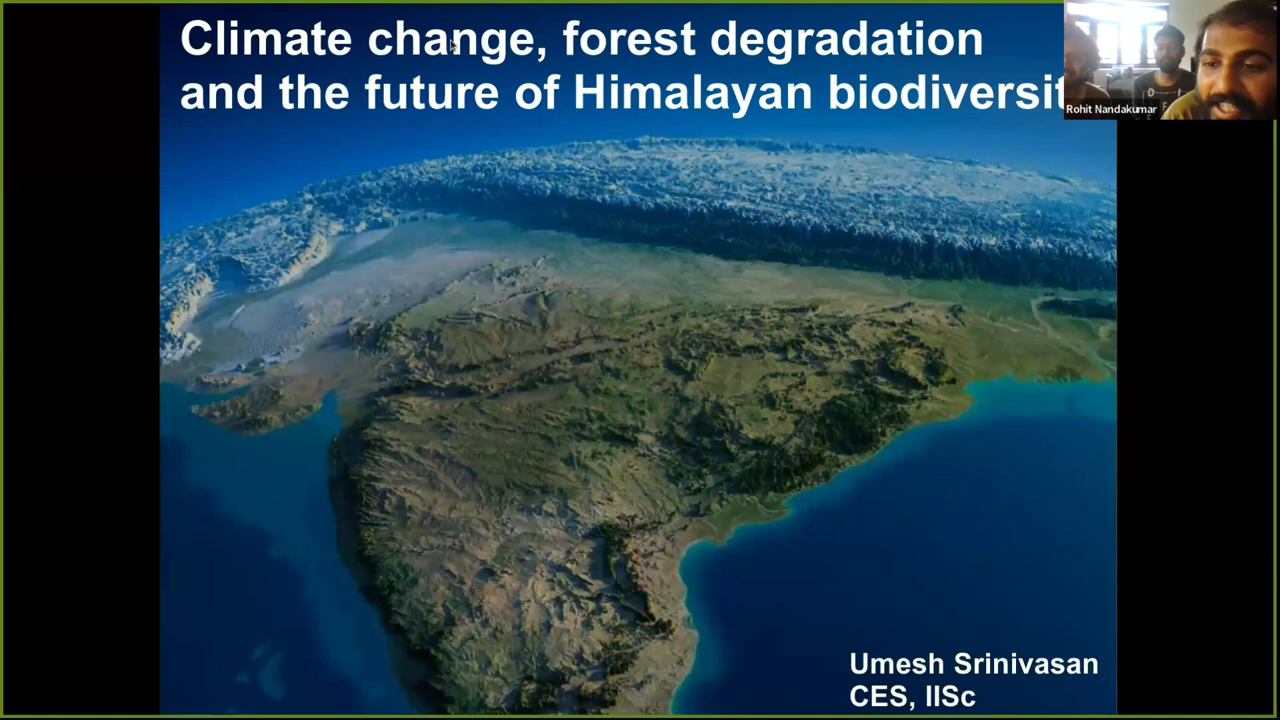 Climate change, forest degradation
and the future of Himalayan biodiversit
Rohit Nandakumar
Umesh Srinivasan
CES, IISc